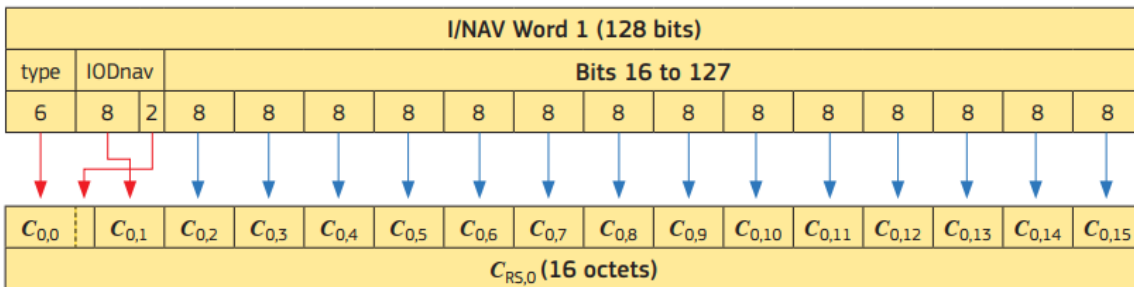 I/NAV Word 1 (128 bits)
type IODnav Bits 16 to 127
6 8 2 8 8 8 8 8 8 8 8 8 8 8 8 8 8
C0,0 C0,1 C0,2 C0,3 C0,4 C0,5 C0,6 C0,7 C0,8 C0,9 C0,10 C0,11 C0,12 C0,13 C0,14 C0,15
CRS,0 (16 octets)